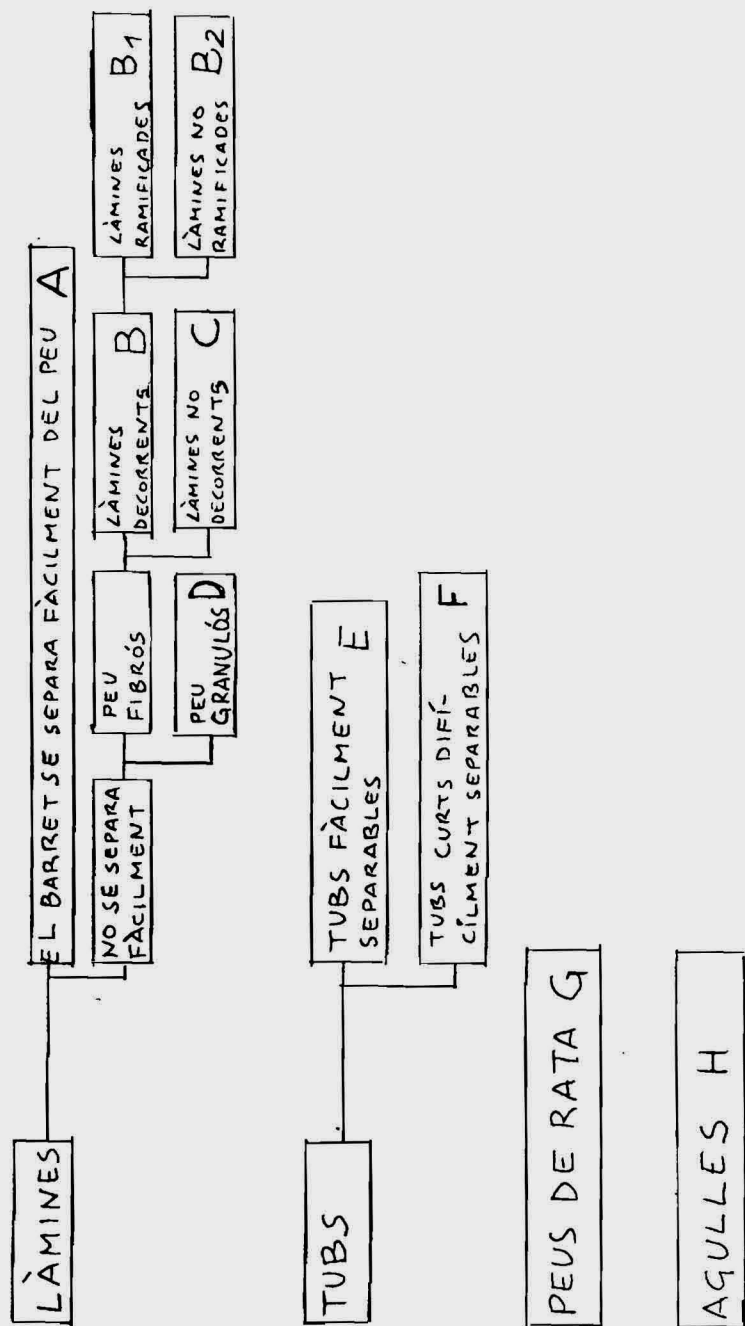 LÀMINES
EL BARRET SE SEPARA FÀCILMENT DEL PEU A
NO SE SEPARA
FÀCILMENT
PEU
FIBRÓS
PEU
GRANULÓS D
LÀMINES
DECORRENTS B
LÀMINES NO
DECORRENTS C
LÀMINES
RAMIFICADES B1
LÀMINES NO
RAMIFICADES B2
TUBS
TUBS FÀCILMENT
SEPARABLES E
TUBS CURTS DIFÍ-
CILMENT SEPARABLES F
PEUS DE RATA G
AGULLES H